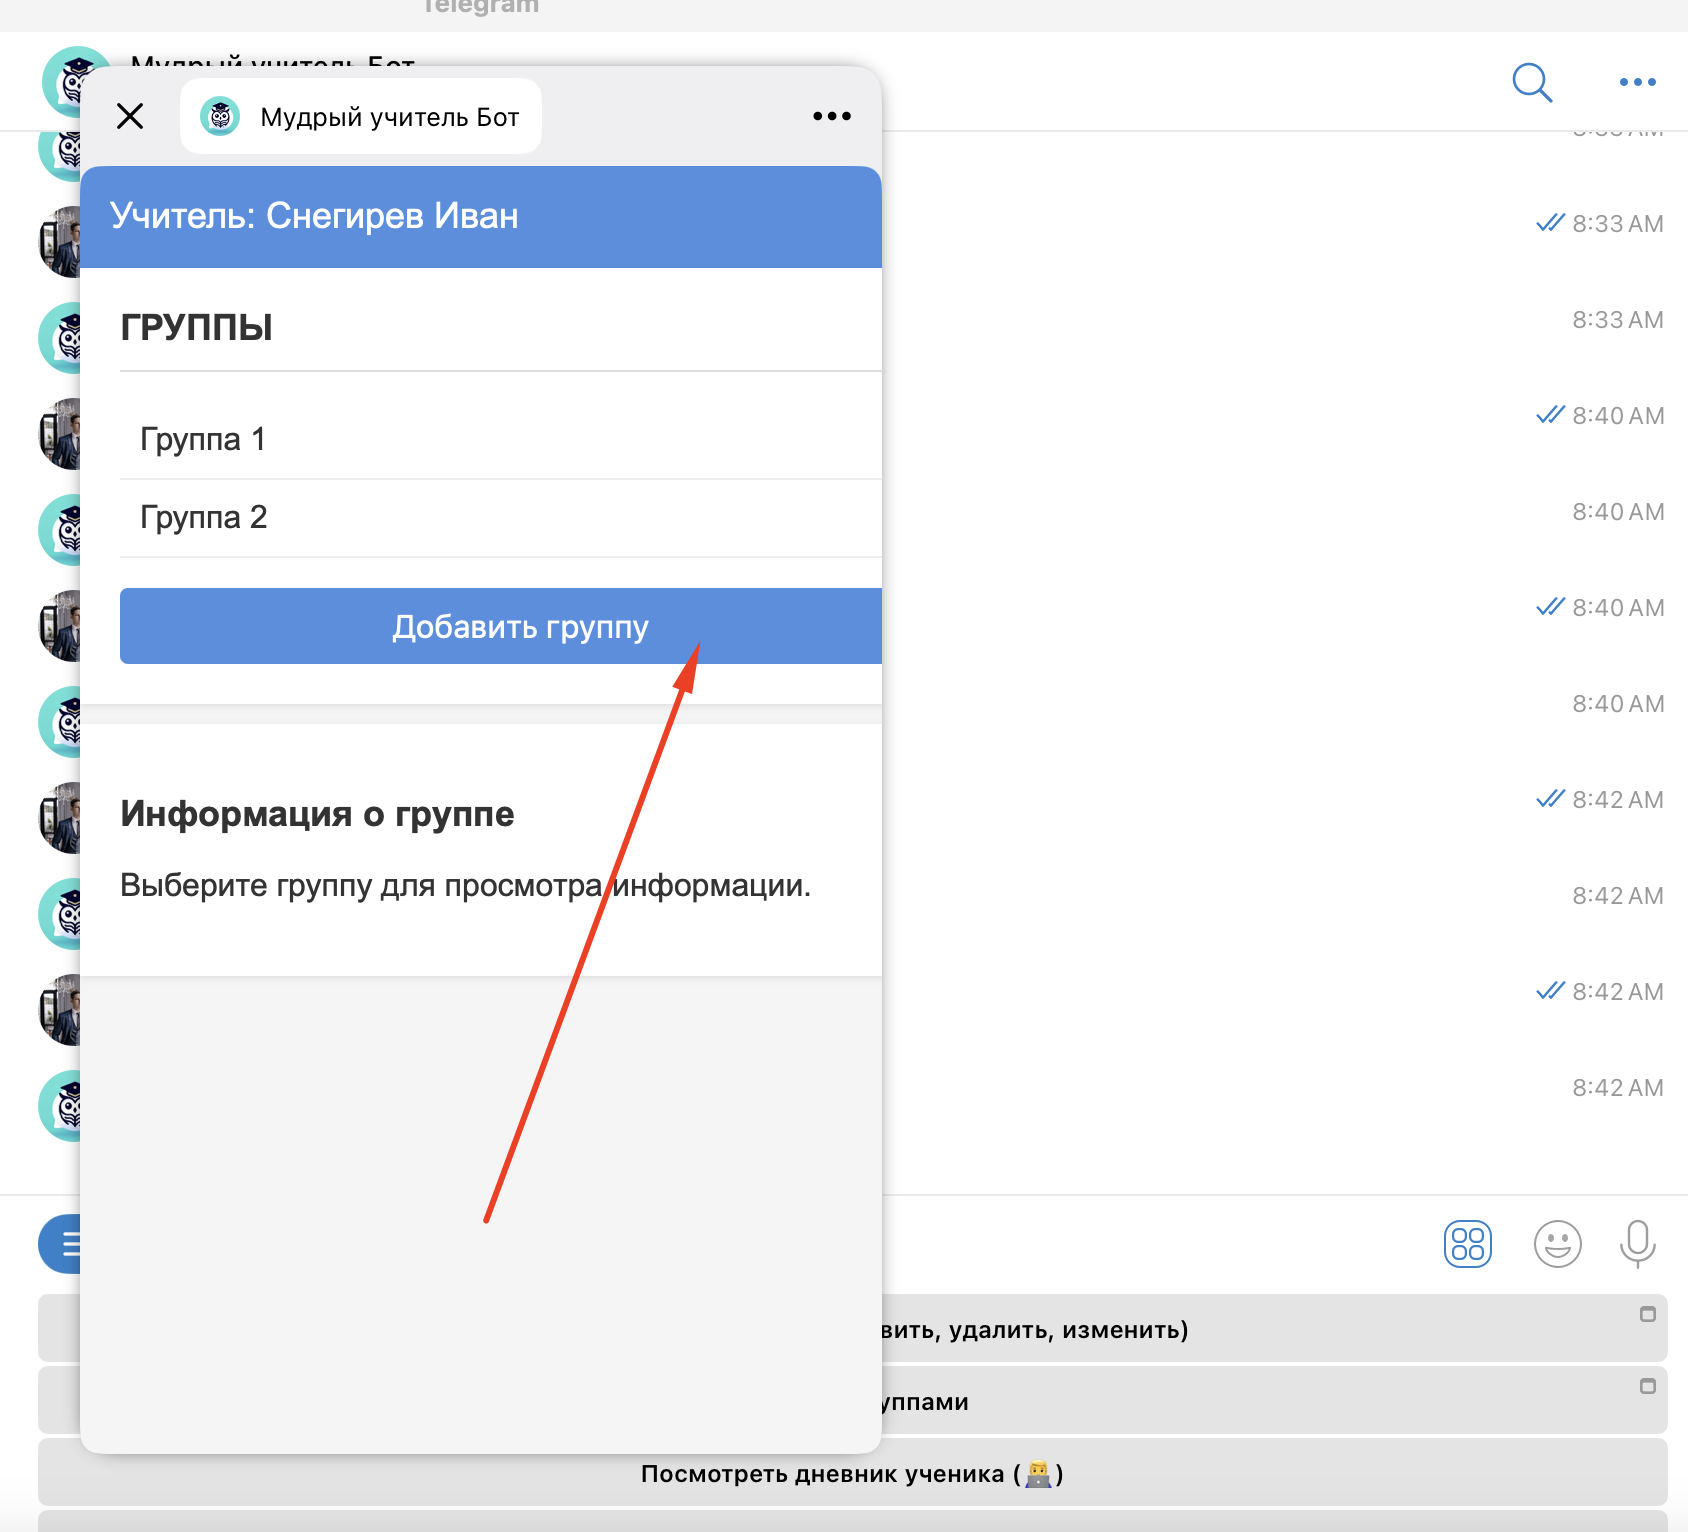 Telegram
Мудрый учитель Бот
Мудрый учитель Бот
Учитель: Снегирев Иван
8:33 AM
ГРУППЫ
8:33 AM
Группа 1
8:40 AM
Группа 2
8:40 AM
Добавить группу
8:40 AM
8:40 AM
Информация о группе
8:42 AM
Выберите группу для просмотра информации.
8:42 AM
8:42 AM
8:42 AM
вить, удалить, изменить)
уппами
Посмотреть дневник ученика (👨‍💻)